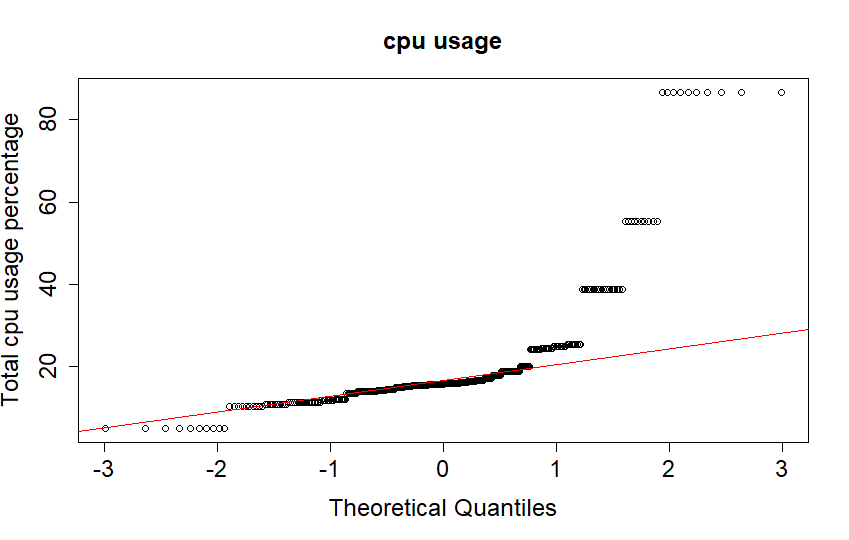 cpu usage
Total cpu usage percentage
80
60
40
20
-3 -2 -1 0 1 2 3
Theoretical Quantiles